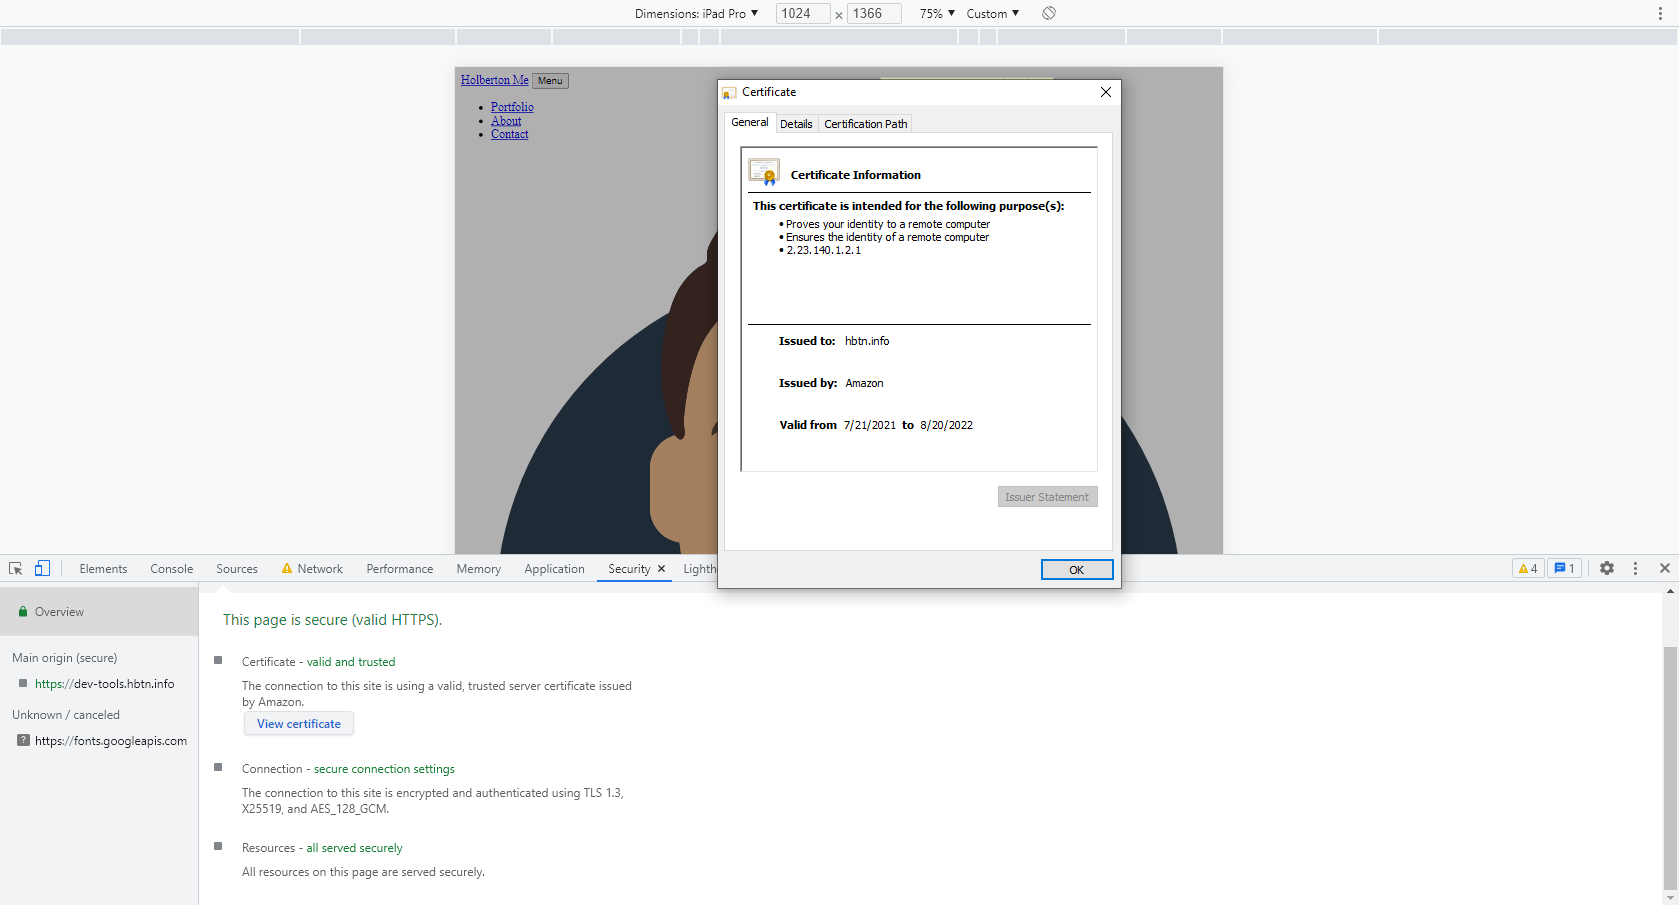 Dimensions: iPad Pro ▼ 1024 × 1366 75% ▼ Custom ▼
Holberton Me Menu
• Portfolio
• About
• Contact
Certificate
General Details Certification Path
Certificate Information
This certificate is intended for the following purpose(s):
• Proves your identity to a remote computer
• Ensures the identity of a remote computer
• 2.23.140.1.2.1
Issued to: hbtn.info
Issued by: Amazon
Valid from 7/21/2021 to 8/20/2022
Issuer Statement
OK
Elements Console Sources Network Performance Memory Application Security × Lighth 4 1
Overview
Main origin (secure)
https://dev-tools.hbtn.info
Unknown / canceled
? https://fonts.googleapis.com
This page is secure (valid HTTPS).
Certificate - valid and trusted
The connection to this site is using a valid, trusted server certificate issued
by Amazon.
View certificate
Connection - secure connection settings
The connection to this site is encrypted and authenticated using TLS 1.3,
X25519, and AES_128_GCM.
Resources - all served securely
All resources on this page are served securely.